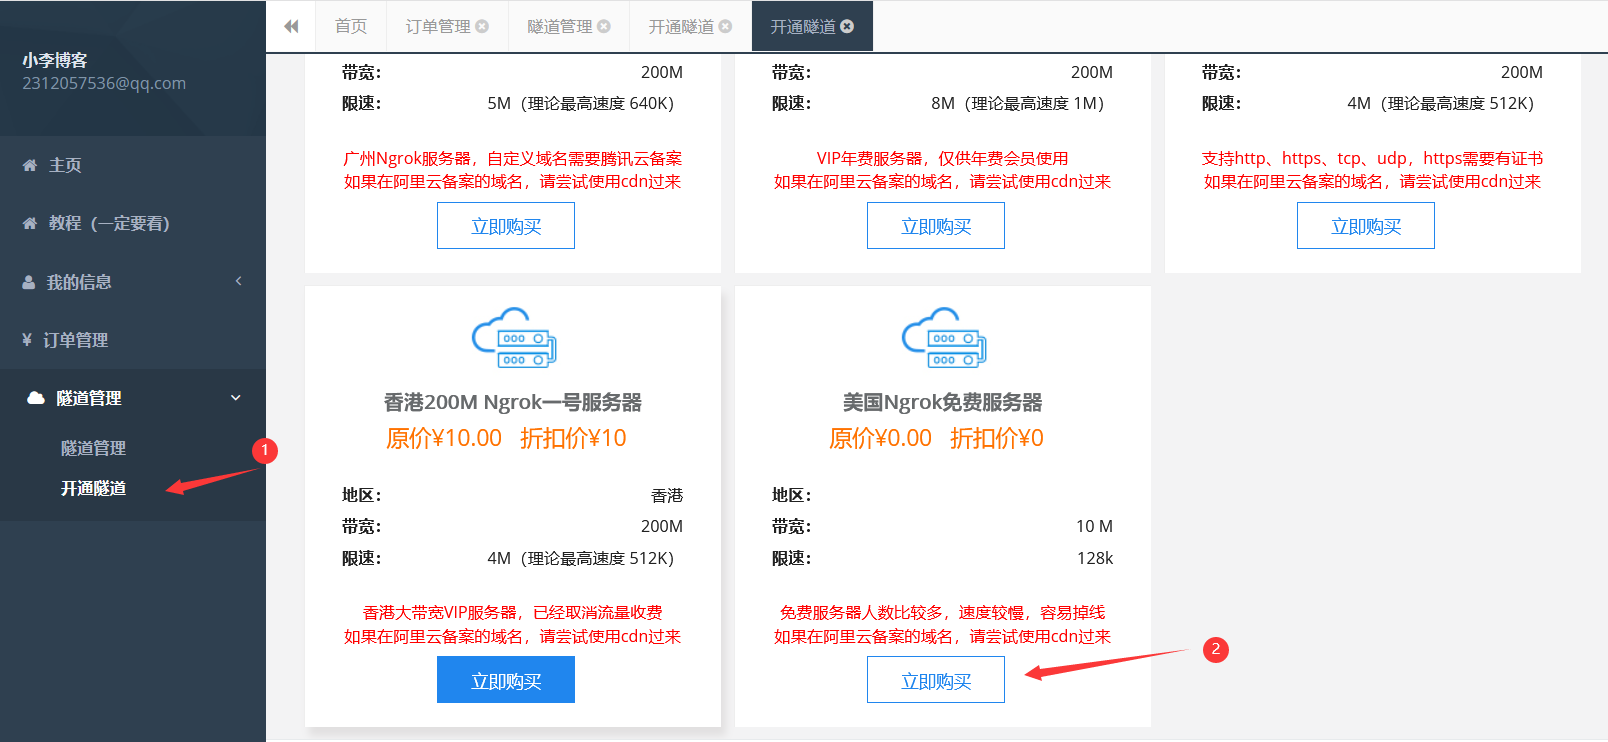 小李博客
2312057536@qq.com
主页
教程（一定要看）
我的信息
¥ 订单管理
隧道管理
隧道管理
开通隧道
1
首页
订单管理
隧道管理
开通隧道
开通隧道
带宽：
200M
限速：
5M（理论最高速度 640K）
广州Ngrok服务器，自定义域名需要腾讯云备案
如果在阿里云备案的域名，请尝试使用cdn过来
立即购买
带宽：
200M
限速：
8M（理论最高速度 1M）
VIP年费服务器，仅供年费会员使用
如果在阿里云备案的域名，请尝试使用cdn过来
立即购买
带宽：
200M
限速：
4M（理论最高速度 512K）
支持http、https、tcp、udp，https需要有证书
如果在阿里云备案的域名，请尝试使用cdn过来
立即购买
香港200M Ngrok一号服务器
原价¥10.00 折扣价¥10
地区：
香港
带宽：
200M
限速：
4M（理论最高速度 512K）
香港大带宽VIP服务器，已经取消流量收费
如果在阿里云备案的域名，请尝试使用cdn过来
立即购买
美国Ngrok免费服务器
原价¥0.00 折扣价¥0
地区：
带宽：
10 M
限速：
128k
免费服务器人数比较多，速度较慢，容易掉线
如果在阿里云备案的域名，请尝试使用cdn过来
立即购买
2